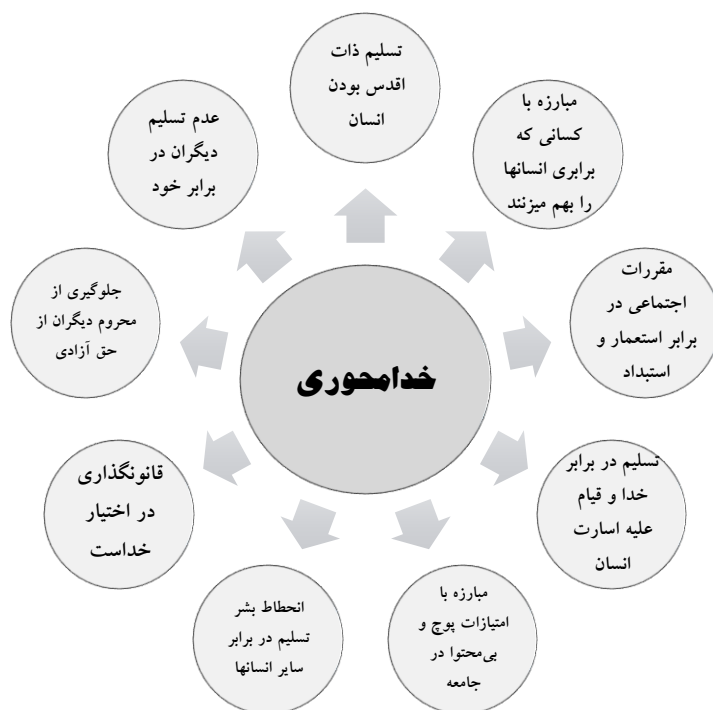 تسلیم ذات
اقدس بودن
انسان
مبارزه با
کسانی که
برابری انسانها
را بهم میزنند
مقررات
اجتماعی در
برابر استعمار و
استبداد
تسلیم در برابر
خدا و قیام
علیه اسارت
انسان
مبارزه با
امتیازات پوچ و
بی‌محتوا در
جامعه
انحطاط بشر
تسلیم در برابر
سایر انسانها
قانونگذاری
در اختیار
خداست
جلوگیری از
محروم دیگران از
حق آزادی
عدم تسلیم
دیگران در
برابر خود
خدامحوری